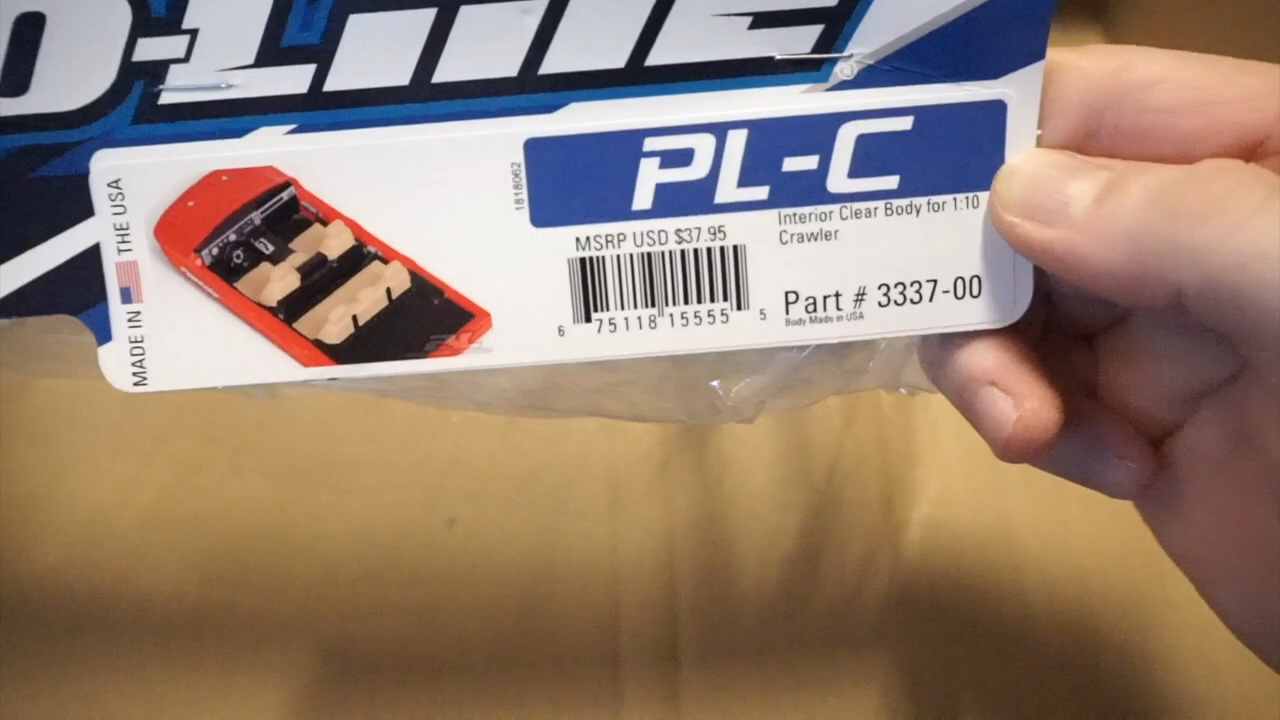 o-Line
MADE IN THE USA
1818062
PL-C
MSRP USD $37.95
Interior Clear Body for 1:10
Crawler
6 75118 15555 5
Part # 3337-00
Body Made in USA